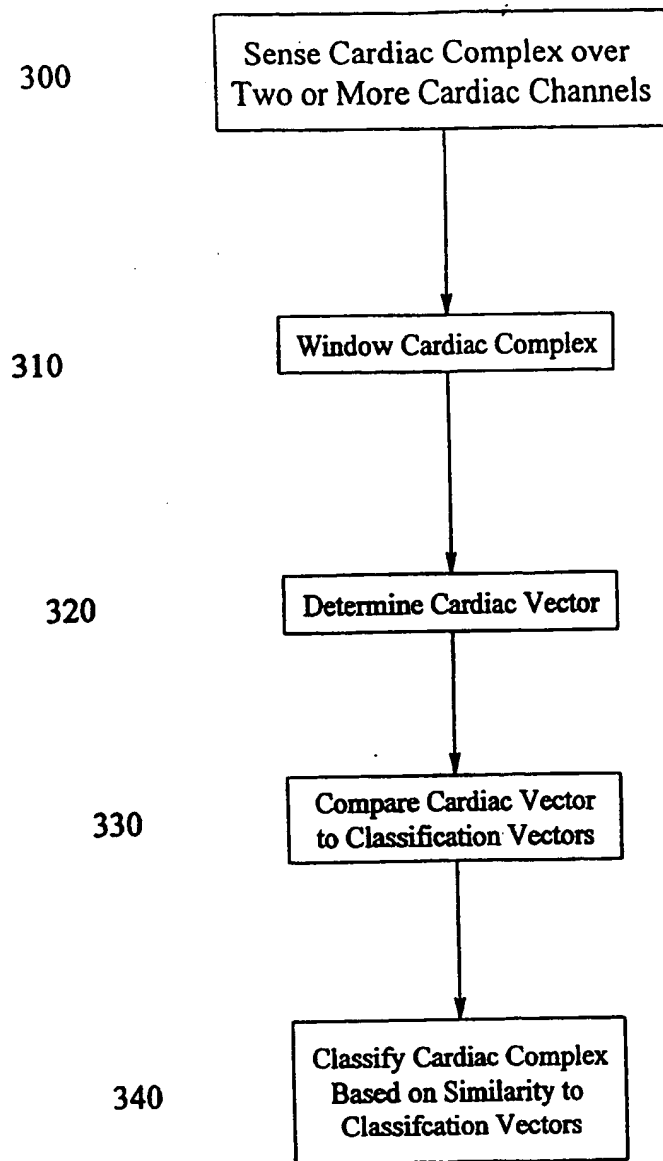 300
Sense Cardiac Complex over
Two or More Cardiac Channels
310
Window Cardiac Complex
320
Determine Cardiac Vector
330
Compare Cardiac Vector
to Classification Vectors
340
Classify Cardiac Complex
Based on Similarity to
Classifcation Vectors